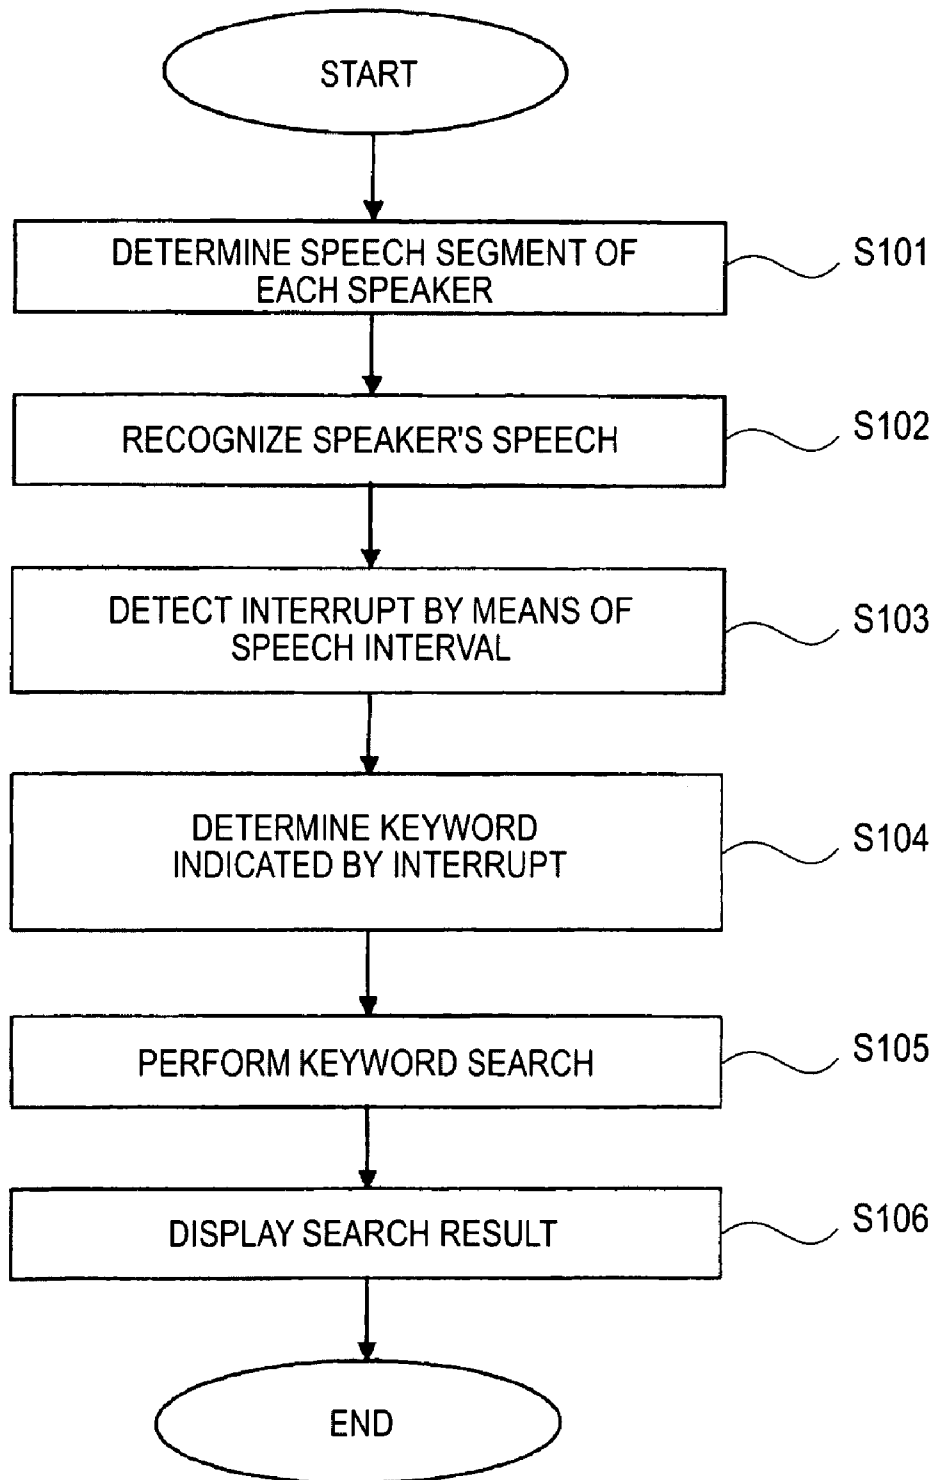 START
DETERMINE SPEECH SEGMENT OF
EACH SPEAKER
S101
RECOGNIZE SPEAKER'S SPEECH
S102
DETECT INTERRUPT BY MEANS OF
SPEECH INTERVAL
S103
DETERMINE KEYWORD
INDICATED BY INTERRUPT
S104
PERFORM KEYWORD SEARCH
S105
DISPLAY SEARCH RESULT
S106
END